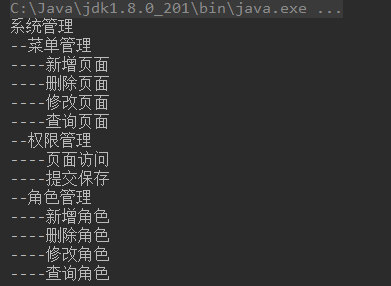 C:\Java\jdk1.8.0_201\bin\java.exe ...
系统管理
--菜单管理
----新增页面
----删除页面
----修改页面
----查询页面
--权限管理
----页面访问
----提交保存
--角色管理
----新增角色
----删除角色
----修改角色
----查询角色